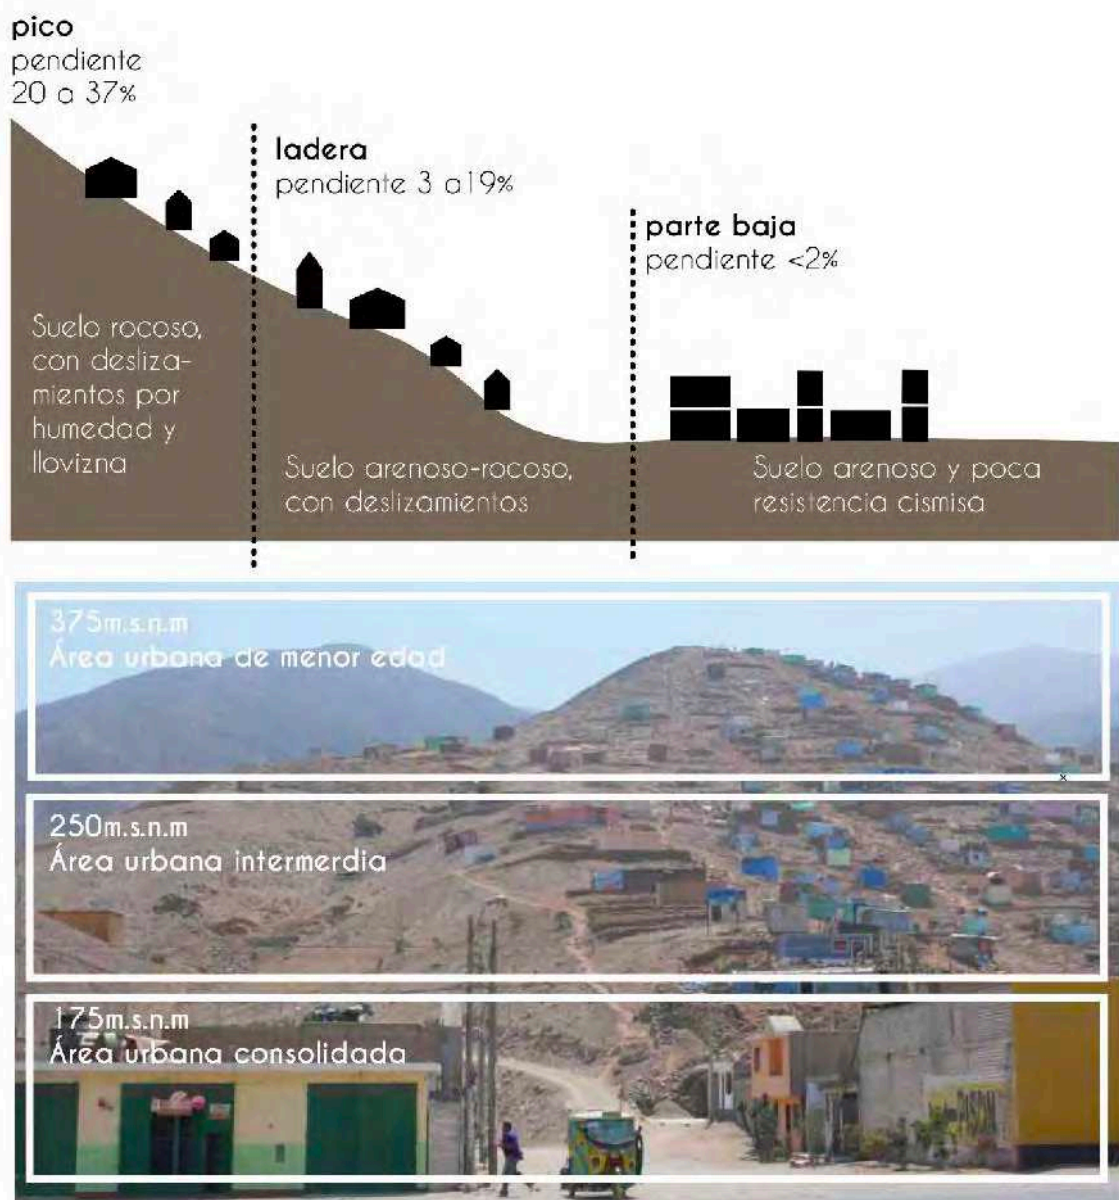 pico
pendiente
20 a 37%
ladera
pendiente 3 a19%
parte baja
pendiente <2%
Suelo rocoso,
con desliza-
mientos por
humedad y
llovizna
Suelo arenoso-rocoso,
con deslizamientos
Suelo arenoso y poca
resistencia cismisa
375m.s.n.m
Área urbana de menor edad
250m.s.n.m
Área urbana intermerdia
175m.s.n.m
Área urbana consolidada